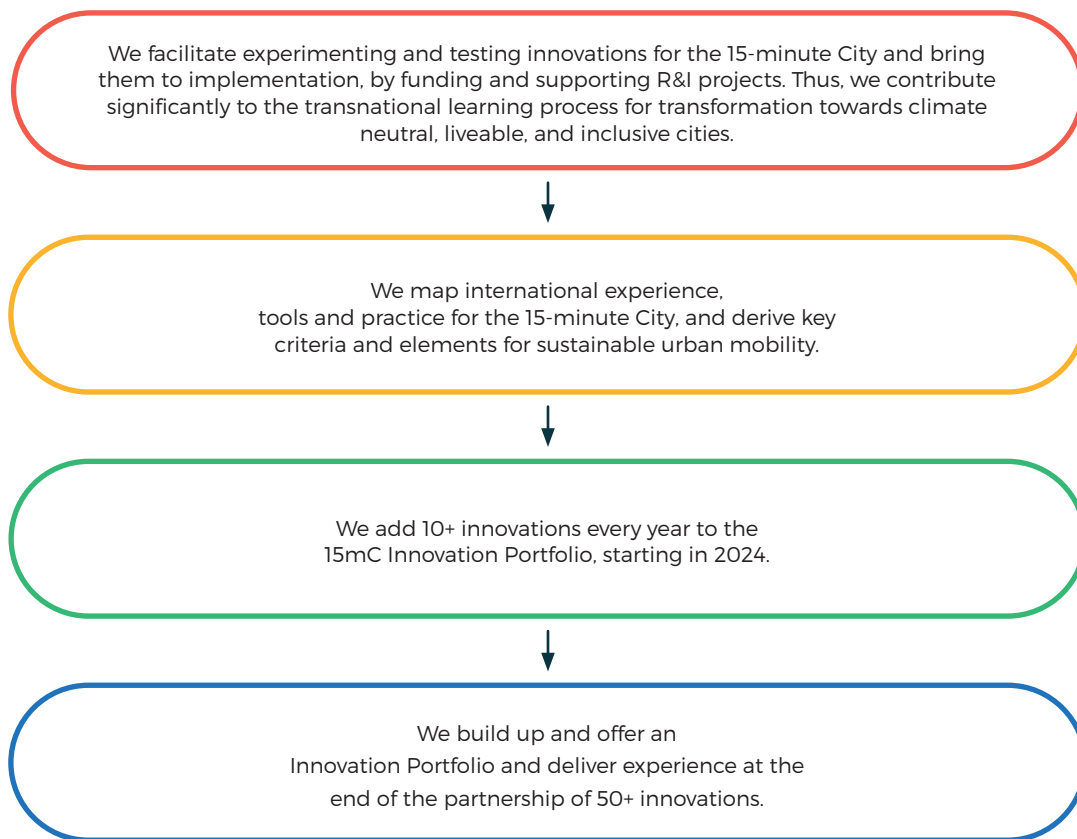 We facilitate experimenting and testing innovations for the 15-minute City and bring
them to implementation, by funding and supporting R&I projects. Thus, we contribute
significantly to the transnational learning process for transformation towards climate
neutral, liveable, and inclusive cities.
We map international experience,
tools and practice for the 15-minute City, and derive key
criteria and elements for sustainable urban mobility.
We add 10+ innovations every year to the
15mC Innovation Portfolio, starting in 2024.
We build up and offer an
Innovation Portfolio and deliver experience at the
end of the partnership of 50+ innovations.